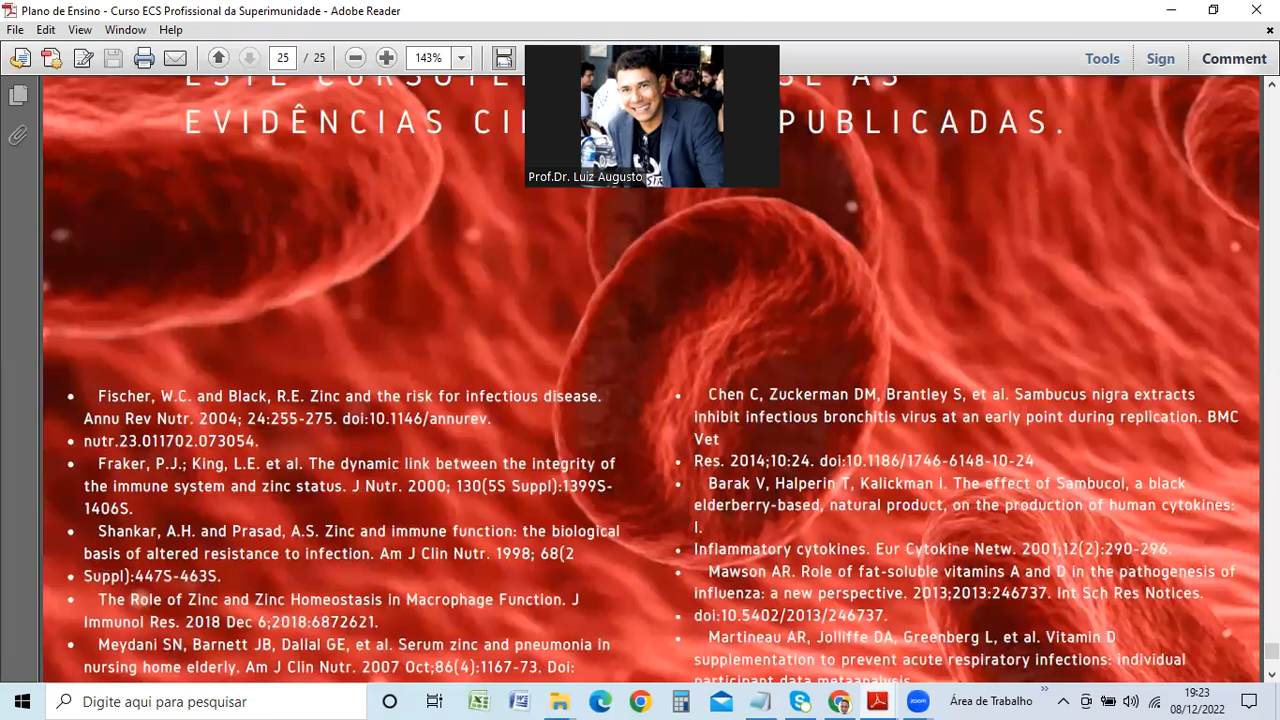 Plano de Ensino - Curso ECS Profissional da Superimunidade - Adobe Reader
File Edit View Window Help
25 / 25 143% Tools Sign Comment
EVIDÊNCIAS CI PUBLICADAS.
Prof.Dr. Luiz Augusto
• Fischer, W.C. and Black, R.E. Zinc and the risk for infectious disease.
Annu Rev Nutr. 2004; 24:255-275. doi:10.1146/annurev.
• nutr.23.011702.073054.
• Fraker, P.J.; King, L.E. et al. The dynamic link between the integrity of
the immune system and zinc status. J Nutr. 2000; 130(5S Suppl):1399S-
1406S.
• Shankar, A.H. and Prasad, A.S. Zinc and immune function: the biological
basis of altered resistance to infection. Am J Clin Nutr. 1998; 68(2
• Suppl):447S-463S.
• The Role of Zinc and Zinc Homeostasis in Macrophage Function. J
Immunol Res. 2018 Dec 6;2018:6872621.
• Meydani SN, Barnett JB, Dallal GE, et al. Serum zinc and pneumonia in
nursing home elderly. Am J Clin Nutr. 2007 Oct;86(4):1167-73. Doi:
• Chen C, Zuckerman DM, Brantley S, et al. Sambucus nigra extracts
inhibit infectious bronchitis virus at an early point during replication. BMC
Vet
• Res. 2014;10:24. doi:10.1186/1746-6148-10-24
• Barak V, Halperin T, Kalickman I. The effect of Sambucol, a black
elderberry-based, natural product, on the production of human cytokines:
I.
• Inflammatory cytokines. Eur Cytokine Netw. 2001;12(2):290-296.
• Mawson AR. Role of fat-soluble vitamins A and D in the pathogenesis of
influenza: a new perspective. 2013;2013:246737. Int Sch Res Notices.
• doi:10.5402/2013/246737.
• Martineau AR, Jolliffe DA, Greenberg L, et al. Vitamin D
supplementation to prevent acute respiratory infections: individual
participant data metaanalysis
Digite aqui para pesquisar
Área de Trabalho
9:23
08/12/2022